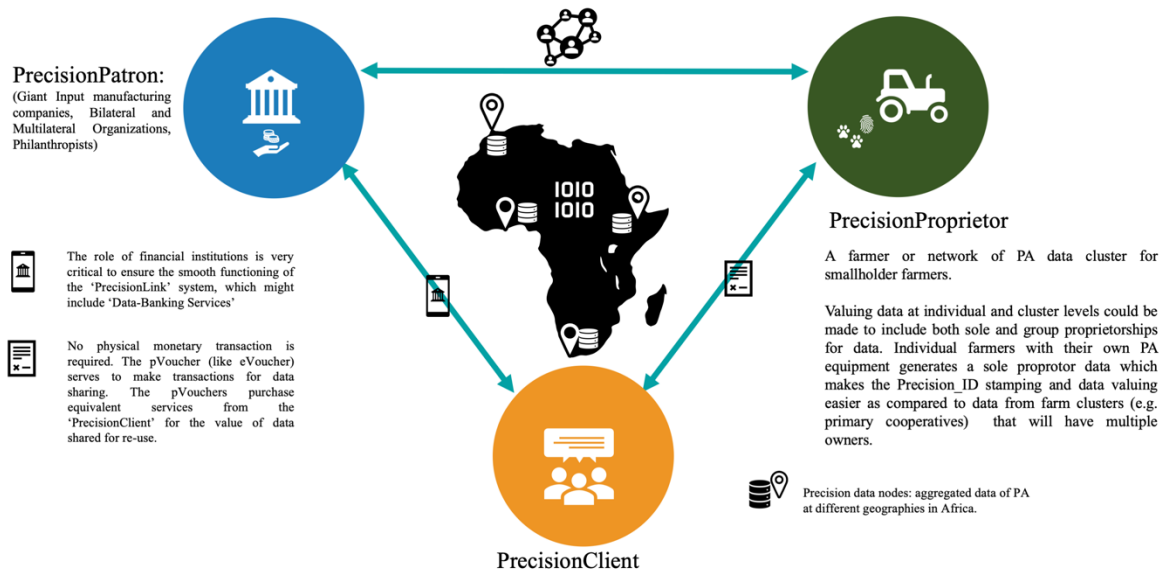 PrecisionPatron:
(Giant Input manufacturing
companies, Bilateral and
Multilateral Organizations,
Philanthropists)
The role of financial institutions is very
critical to ensure the smooth functioning of
the ‘PrecisionLink’ system, which might
include ‘Data-Banking Services’
No physical monetary transaction is
required. The pVoucher (like eVoucher)
serves to make transactions for data
sharing. The pVouchers purchase
equivalent services from the
‘PrecisionClient’ for the value of data
shared for re-use.
IOIO
IOIO
PrecisionClient
PrecisionProprietor
A farmer or network of PA data cluster for
smallholder farmers.
Valuing data at individual and cluster levels could be
made to include both sole and group proprietorships
for data. Individual farmers with their own PA
equipment generates a sole proprotor data which
makes the Precision_ID stamping and data valuing
easier as compared to data from farm clusters (e.g.
primary cooperatives) that will have multiple
owners.
Precision data nodes: aggregated data of PA
at different geographies in Africa.